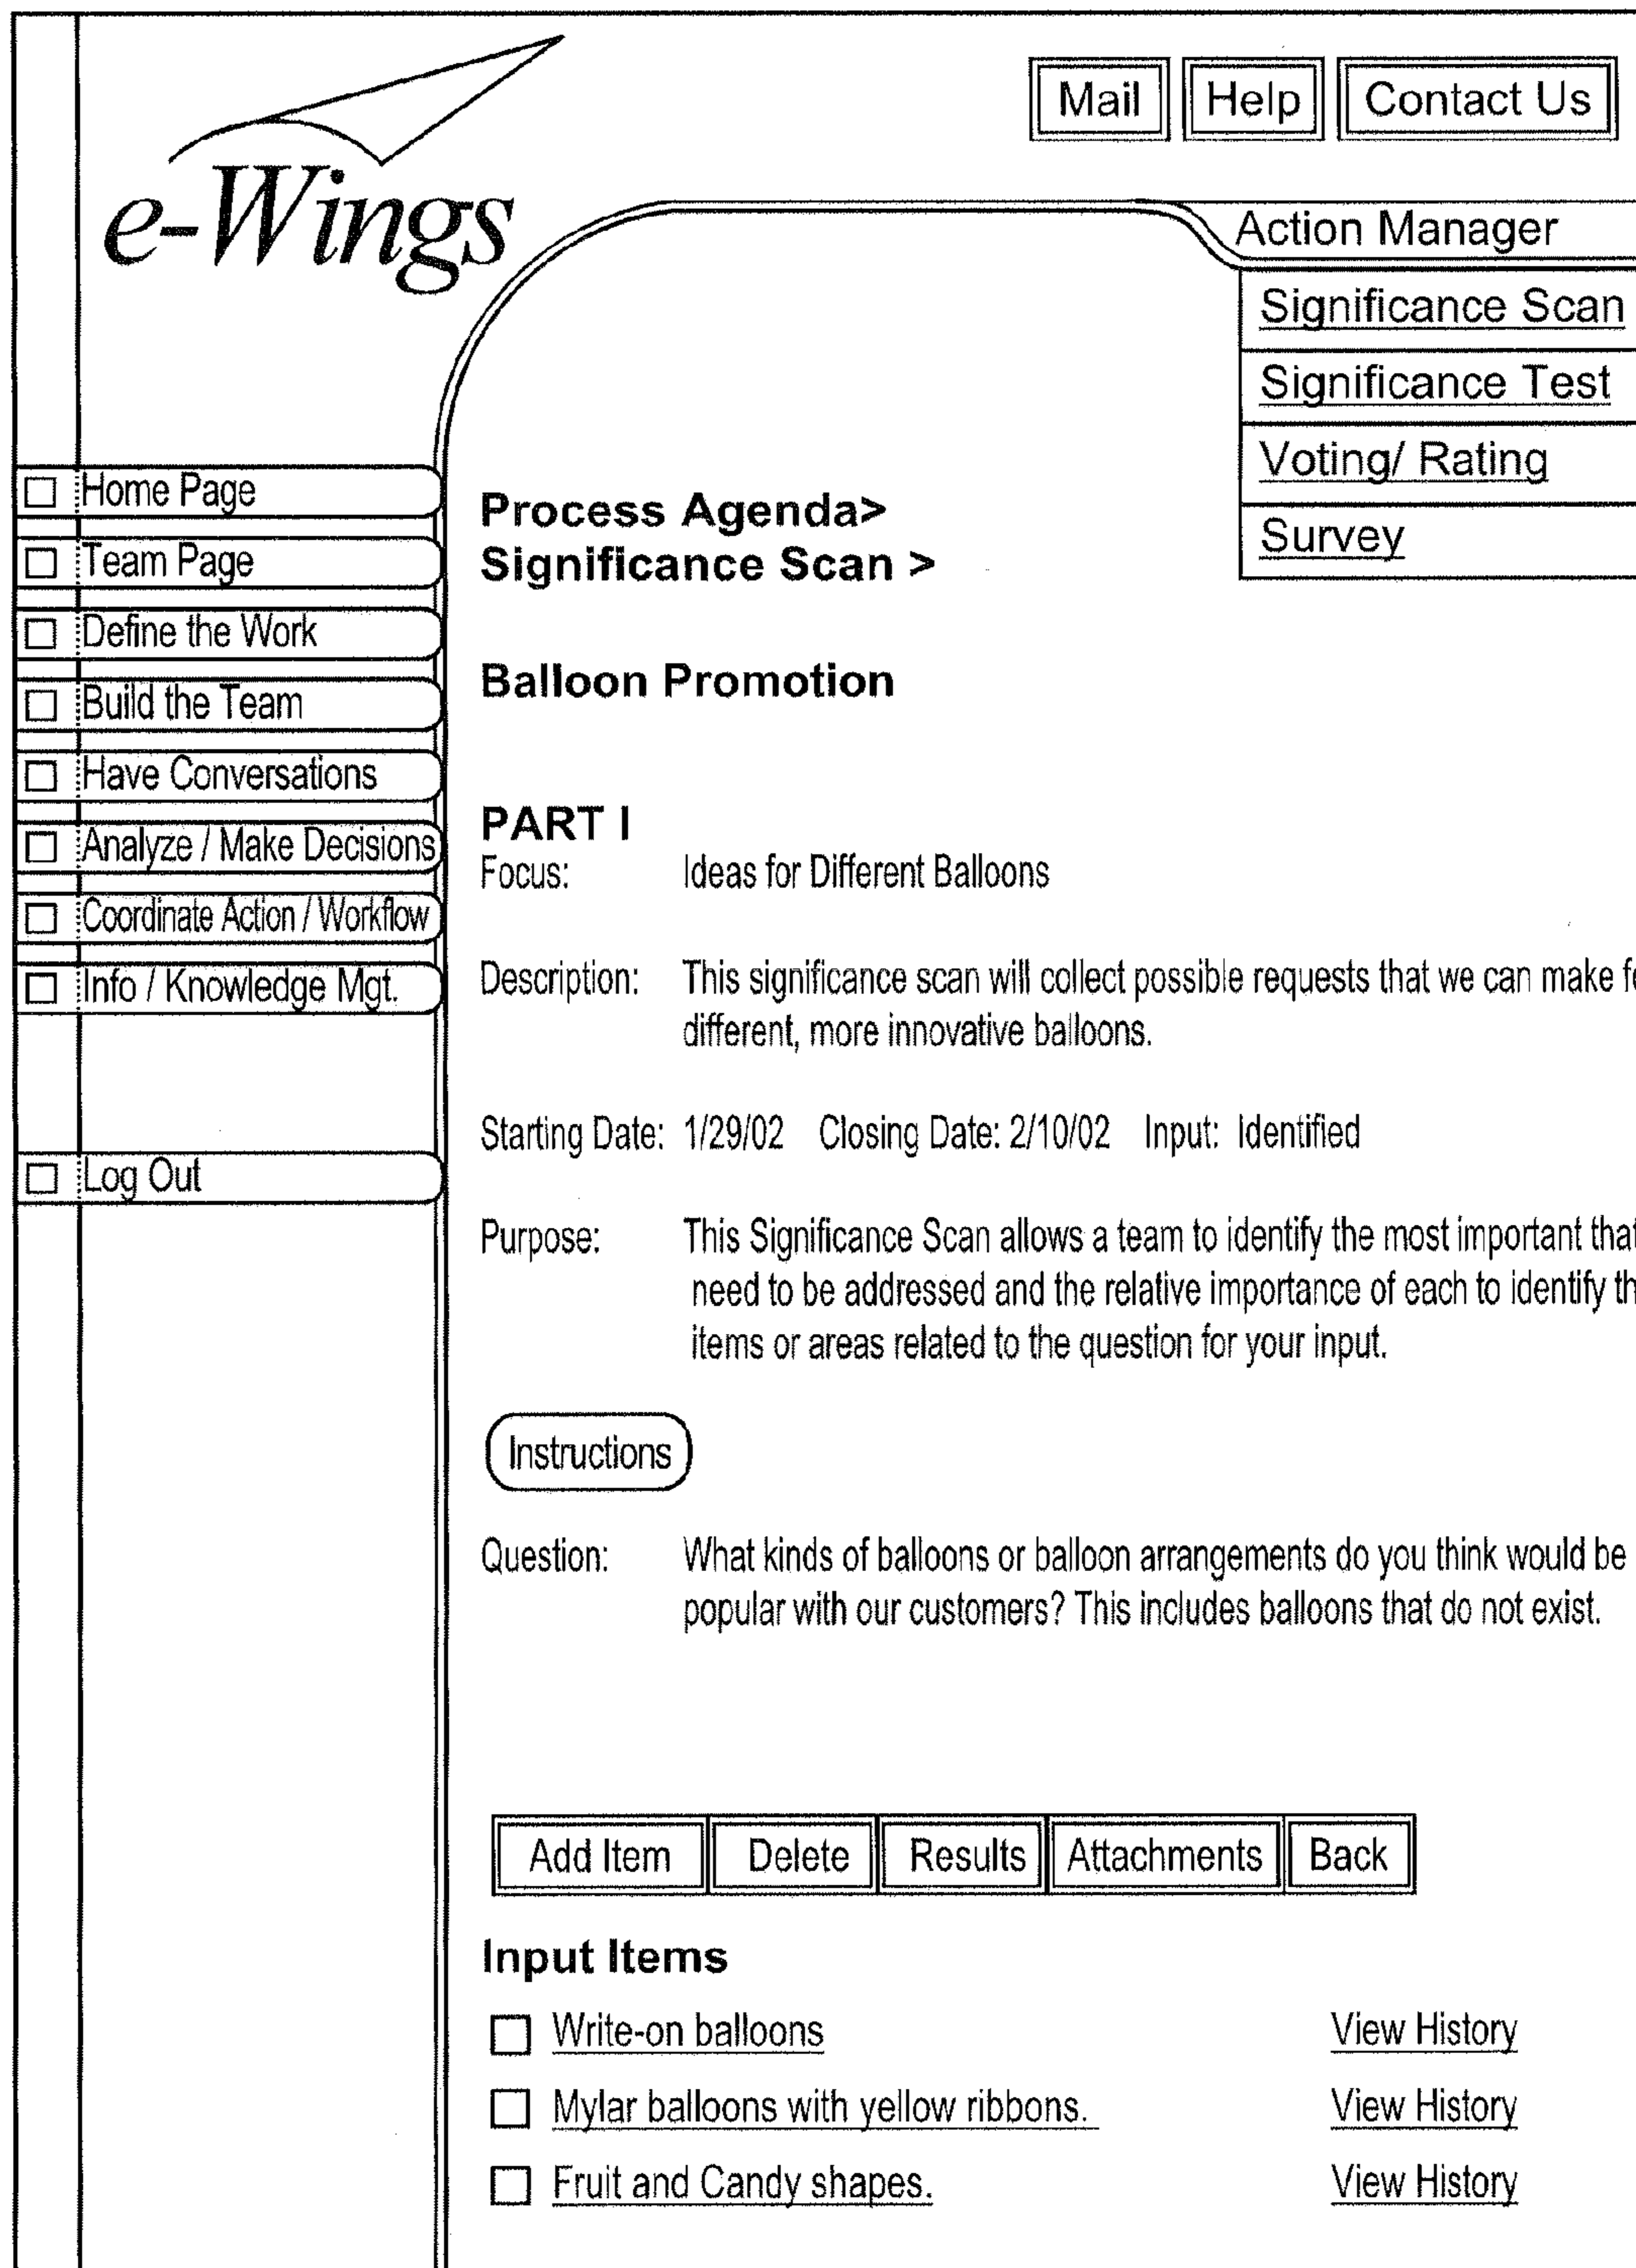 Mail Help Contact Us
e-Wings
Action Manager
Significance Scan
Significance Test
Voting/ Rating
Survey
Home Page
Team Page
Define the Work
Build the Team
Have Conversations
Analyze / Make Decisions
Coordinate Action / Workflow
Info / Knowledge Mgt.
Log Out
Process Agenda>
Significance Scan >
Balloon Promotion
PART I
Focus: Ideas for Different Balloons
Description: This significance scan will collect possible requests that we can make
different, more innovative balloons.
Starting Date: 1/29/02 Closing Date: 2/10/02 Input: Identified
Purpose: This Significance Scan allows a team to identify the most important that
need to be addressed and the relative importance of each to identify
items or areas related to the question for your input.
Instructions
Question: What kinds of balloons or balloon arrangements do you think would be
popular with our customers? This includes balloons that do not exist.
Add Item Delete Results Attachments Back
Input Items
Write-on balloons View History
Mylar balloons with yellow ribbons. View History
Fruit and Candy shapes. View History